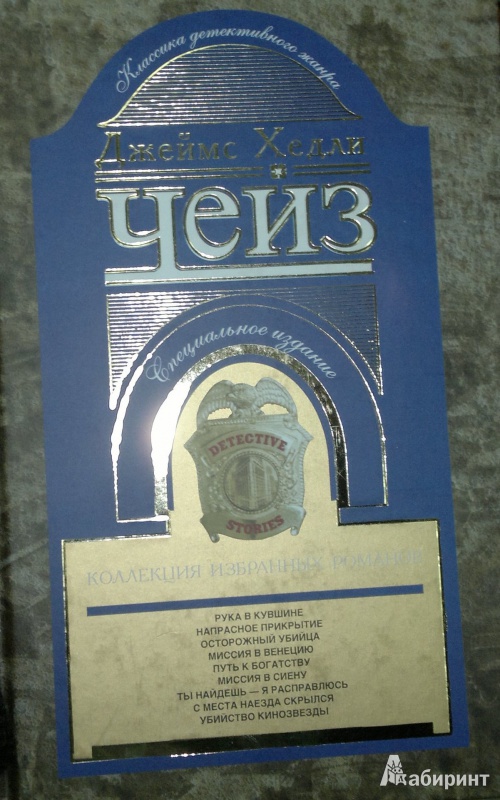 Классика детективного жанра
Джеймс Хедли
Чейз
Специальное издание
DETECTIVE
STORIES
КОЛЛЕКЦИЯ ИЗБРАННЫХ РОМАНОВ
РУКА В КУВШИНЕ
НАПРАСНОЕ ПРИКРЫТИЕ
ОСТОРОЖНЫЙ УБИЙЦА
МИССИЯ В ВЕНЕЦИЮ
ПУТЬ К БОГАТСТВУ
МИССИЯ В СИЕНУ
ТЫ НАЙДЕШЬ — Я РАСПРАВЛЮСЬ
С МЕСТА НАЕЗДА СКРЫЛСЯ
УБИЙСТВО КИНОЗВЕЗДЫ
Лабиринт